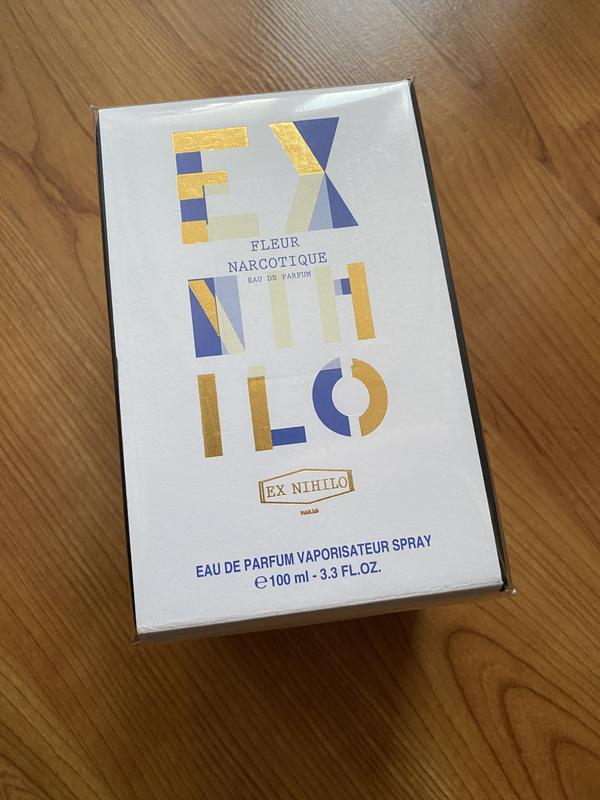 EX
FLEUR
NARCOTIQUE
EAU DE PARFUM
NIH
ILO
EX NIHILO
PARIS
EAU DE PARFUM VAPORISATEUR SPRAY
℮ 100 ml - 3.3 FL.OZ.